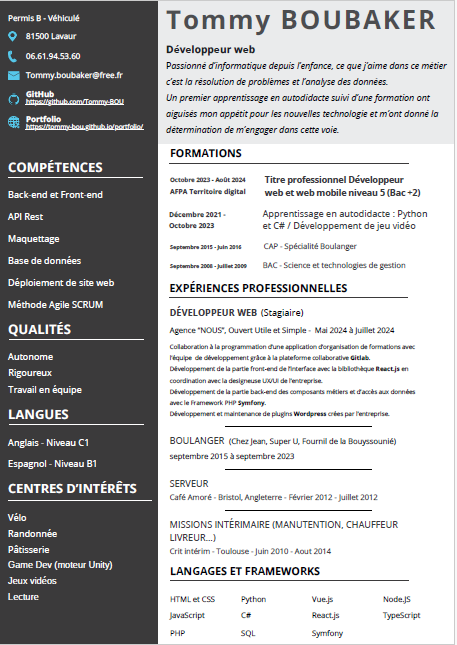 Permis B - Véhiculé
81500 Lavaur
06.61.94.53.60
Tommy.boubaker@free.fr
GitHub
https://github.com/Tommy-BOU
Portfolio
https://tommy-bou.github.io/portfolio/
COMPÉTENCES
Back-end et Front-end
API Rest
Maquettage
Base de données
Déploiement de site web
Méthode Agile SCRUM
QUALITÉS
Autonome
Rigoureux
Travail en équipe
LANGUES
Anglais - Niveau C1
Espagnol - Niveau B1
CENTRES D'INTÉRÊTS
Vélo
Randonnée
Pâtisserie
Game Dev (moteur Unity)
Jeux vidéos
Lecture
Tommy BOUBAKER
Développeur web
Passionné d'informatique depuis l'enfance, ce que j'aime dans ce métier
c'est la résolution de problèmes et l'analyse des données.
Un premier apprentissage en autodidacte suivi d'une formation ont
aiguisés mon appétit pour les nouvelles technologie et m'ont donné la
détermination de m'engager dans cette voie.
FORMATIONS
Octobre 2023 - Août 2024 Titre professionnel Développeur
AFPA Territoire digital web et web mobile niveau 5 (Bac +2)
Décembre 2021 - Apprentissage en autodidacte : Python
Octobre 2023 et C# / Développement de jeu vidéo
Septembre 2015 - Juin 2016 CAP - Spécialité Boulanger
Septembre 2008 - Juillet 2009 BAC - Science et technologies de gestion
EXPÉRIENCES PROFESSIONNELLES
DÉVELOPPEUR WEB (Stagiaire)
Agence "NOUS", Ouvert Utile et Simple - Mai 2024 à Juillet 2024
Collaboration à la programmation d'une application d'organisation de formations avec
l'équipe de développement grâce à la plateforme collaborative Gitlab.
Développement de la partie front-end de l'interface avec la bibliothèque React.js en
coordination avec la designeuse UX/UI de l'entreprise.
Développement de la partie back-end des composants métiers et d'accès aux données
avec le Framework PHP Symfony.
Développement et maintenance de plugins Wordpress crées par l'entreprise.
BOULANGER (Chez Jean, Super U, Fournil de la Bouyssounié)
septembre 2015 à septembre 2023
SERVEUR
Café Amoré - Bristol, Angleterre - Février 2012 - Juillet 2012
MISSIONS INTÉRIMAIRE (MANUTENTION, CHAUFFEUR
LIVREUR...)
Crit intérim - Toulouse - Juin 2010 - Aout 2014
LANGAGES ET FRAMEWORKS
HTML et CSS Python Vue.js Node.JS
JavaScript C# React.js TypeScript
PHP SQL Symfony